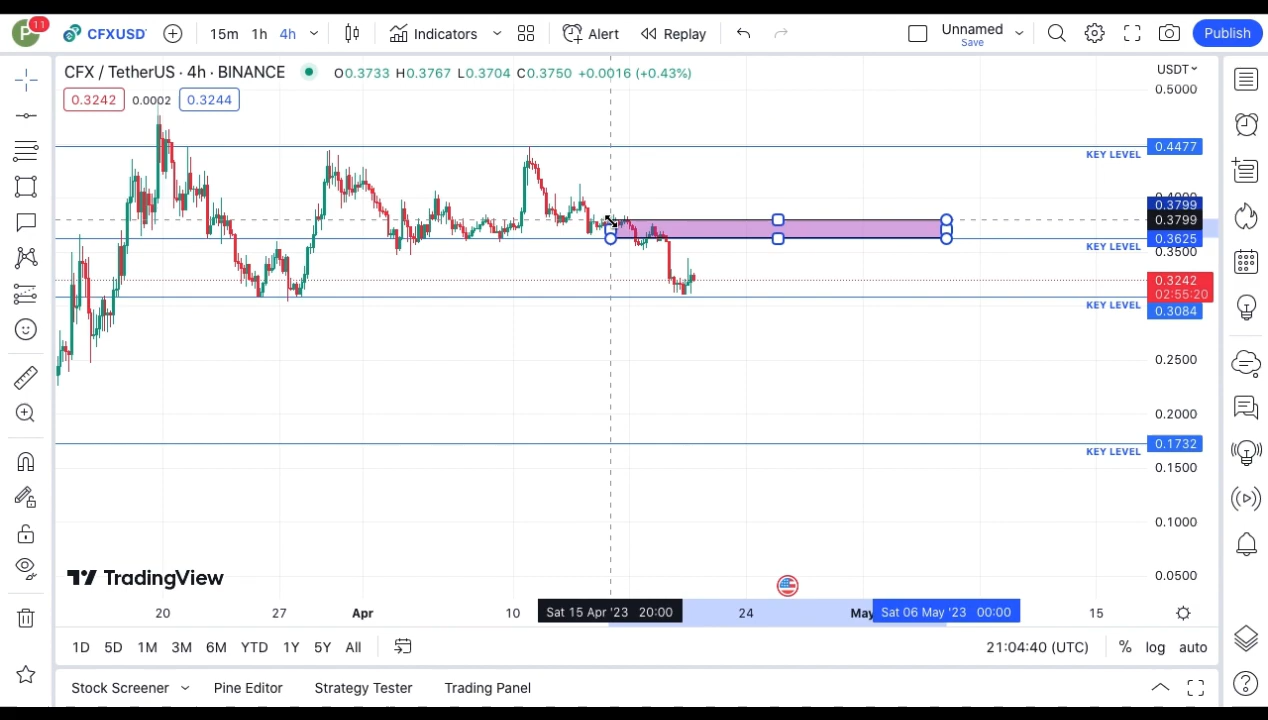 P 11 CFXUSD 15m 1h 4h Indicators Alert Replay Unnamed Save Publish
CFX / TetherUS · 4h · BINANCE O0.3733 H0.3767 L0.3704 C0.3750 +0.0016 (+0.43%) USDT
0.3242 0.0002 0.3244 0.5000
0.4477
KEY LEVEL
0.3799
0.3799
0.3625
KEY LEVEL
0.3500
0.3242
02:55:20
KEY LEVEL
0.3084
0.2500
0.2000
0.1732
KEY LEVEL
0.1500
0.1000
TradingView 0.0500
20 27 Apr 10 Sat 15 Apr '23 20:00 24 May Sat 06 May '23 00:00 15
1D 5D 1M 3M 6M YTD 1Y 5Y All 21:04:40 (UTC) % log auto
Stock Screener Pine Editor Strategy Tester Trading Panel